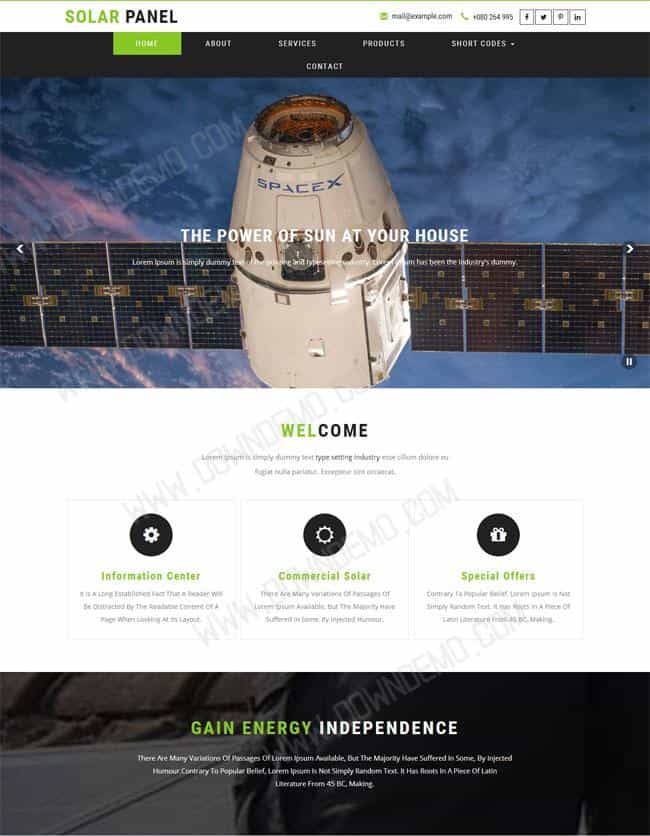 SOLAR PANEL
mail@example.com
+080 264 995
HOME ABOUT SERVICES PRODUCTS SHORT CODES
CONTACT
SPACEX
THE POWER OF SUN AT YOUR HOUSE
Lorem Ipsum is simply dummy text of the printing and typesetting industry. Lorem Ipsum has been the industry's dummy.
WELCOME
Lorem Ipsum is simply dummy text type setting industry esse cillum dolore eu
fugiat nulla pariatur. Excepteur sint occaecat.
Information Center
It Is A Long Established Fact That A Reader Will
Be Distracted By The Readable Content Of A
Page When Looking At Its Layout.
Commercial Solar
There Are Many Variations Of Passages Of
Lorem Ipsum Available, But The Majority Have
Suffered In Some, By Injected Humour.
Special Offers
Contrary To Popular Belief, Lorem Ipsum Is Not
Simply Random Text. It Has Roots In A Piece Of
Latin Literature From 45 BC, Making.
GAIN ENERGY INDEPENDENCE
There Are Many Variations Of Passages Of Lorem Ipsum Available, But The Majority Have Suffered In Some, By Injected
Humour.Contrary To Popular Belief, Lorem Ipsum Is Not Simply Random Text. It Has Roots In A Piece Of Latin
Literature From 45 BC, Making.
WWW.DOWNDEMO.COM
WWW.DOWNDEMO.COM
WWW.DOWNDEMO.COM
WWW.DOWNDEMO.COM